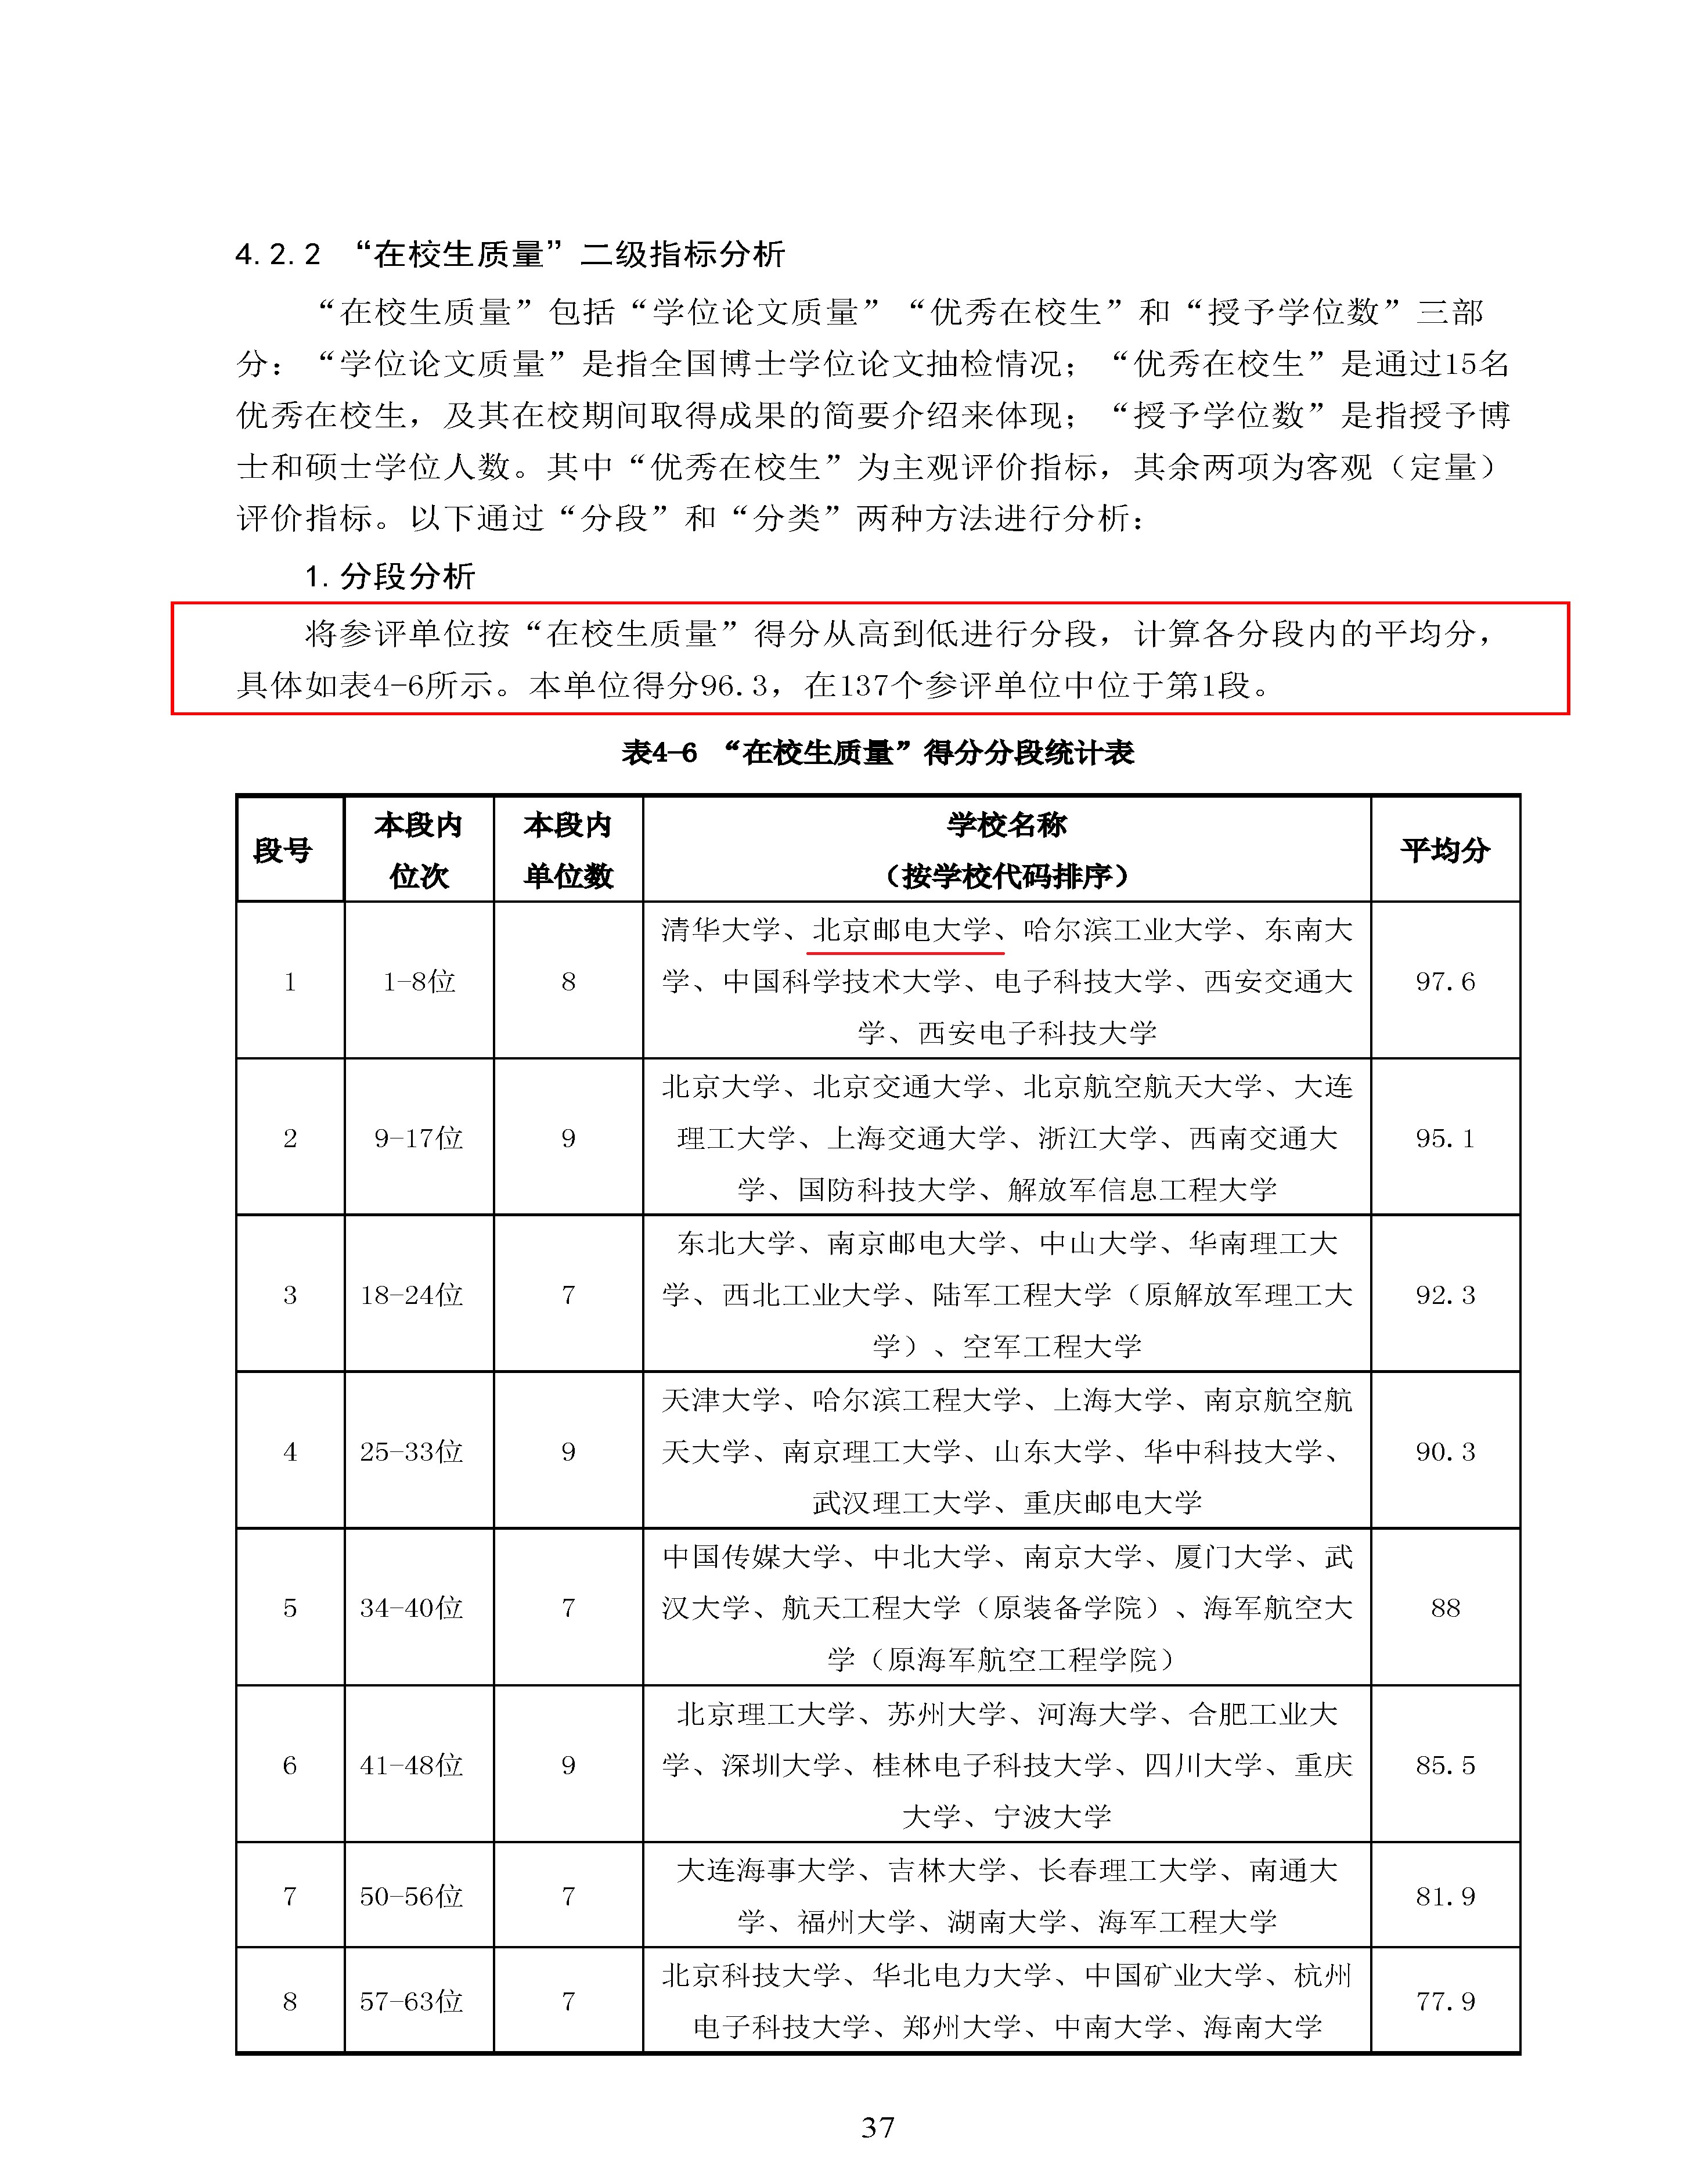 4.2.2 “在校生质量”二级指标分析
“在校生质量”包括“学位论文质量”“优秀在校生”和“授予学位数”三部
分：“学位论文质量”是指全国博士学位论文抽检情况；“优秀在校生”是通过15名
优秀在校生，及其在校期间取得成果的简要介绍来体现；“授予学位数”是指授予博
士和硕士学位人数。其中“优秀在校生”为主观评价指标，其余两项为客观（定量）
评价指标。以下通过“分段”和“分类”两种方法进行分析：
1.分段分析
将参评单位按“在校生质量”得分从高到低进行分段，计算各分段内的平均分，
具体如表4-6所示。本单位得分96.3，在137个参评单位中位于第1段。
表4-6 “在校生质量”得分分段统计表
段号 本段内 本段内 学校名称 平均分
位次 单位数 （按学校代码排序）
清华大学、北京邮电大学、哈尔滨工业大学、东南大
1 1-8位 8 学、中国科学技术大学、电子科技大学、西安交通大 97.6
学、西安电子科技大学
北京大学、北京交通大学、北京航空航天大学、大连
2 9-17位 9 理工大学、上海交通大学、浙江大学、西南交通大 95.1
学、国防科技大学、解放军信息工程大学
东北大学、南京邮电大学、中山大学、华南理工大
3 18-24位 7 学、西北工业大学、陆军工程大学（原解放军理工大 92.3
学）、空军工程大学
天津大学、哈尔滨工程大学、上海大学、南京航空航
4 25-33位 9 天大学、南京理工大学、山东大学、华中科技大学、 90.3
武汉理工大学、重庆邮电大学
中国传媒大学、中北大学、南京大学、厦门大学、武
5 34-40位 7 汉大学、航天工程大学（原装备学院）、海军航空大 88
学（原海军航空工程学院）
北京理工大学、苏州大学、河海大学、合肥工业大
6 41-48位 9 学、深圳大学、桂林电子科技大学、四川大学、重庆 85.5
大学、宁波大学
大连海事大学、吉林大学、长春理工大学、南通大
7 50-56位 7 学、福州大学、湖南大学、海军工程大学 81.9
北京科技大学、华北电力大学、中国矿业大学、杭州
8 57-63位 7 电子科技大学、郑州大学、中南大学、海南大学 77.9
37